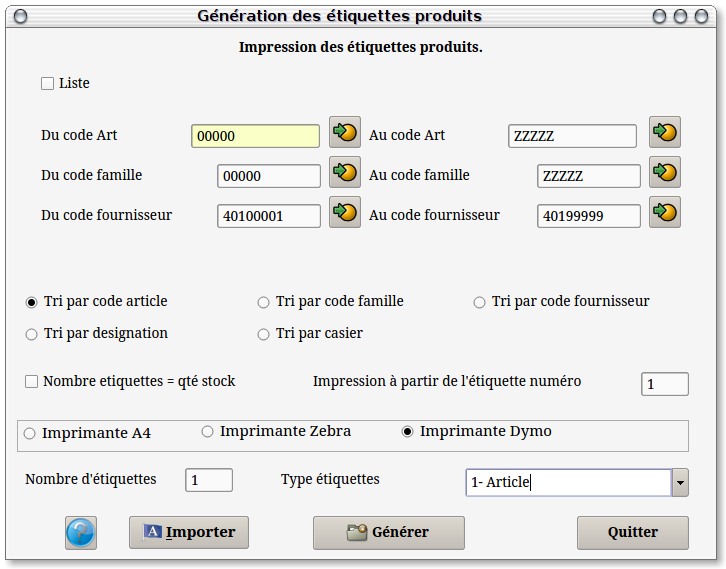 Génération des étiquettes produits
Impression des étiquettes produits.
Liste
Du code Art 00000 Au code Art ZZZZZ
Du code famille 00000 Au code famille ZZZZZ
Du code fournisseur 40100001 Au code fournisseur 40199999
Tri par code article Tri par code famille Tri par code fournisseur
Tri par designation Tri par casier
Nombre etiquettes = qté stock Impression à partir de l'étiquette numéro 1
Imprimante A4 Imprimante Zebra Imprimante Dymo
Nombre d'étiquettes 1 Type étiquettes 1- Article
? A Importer Générer Quitter